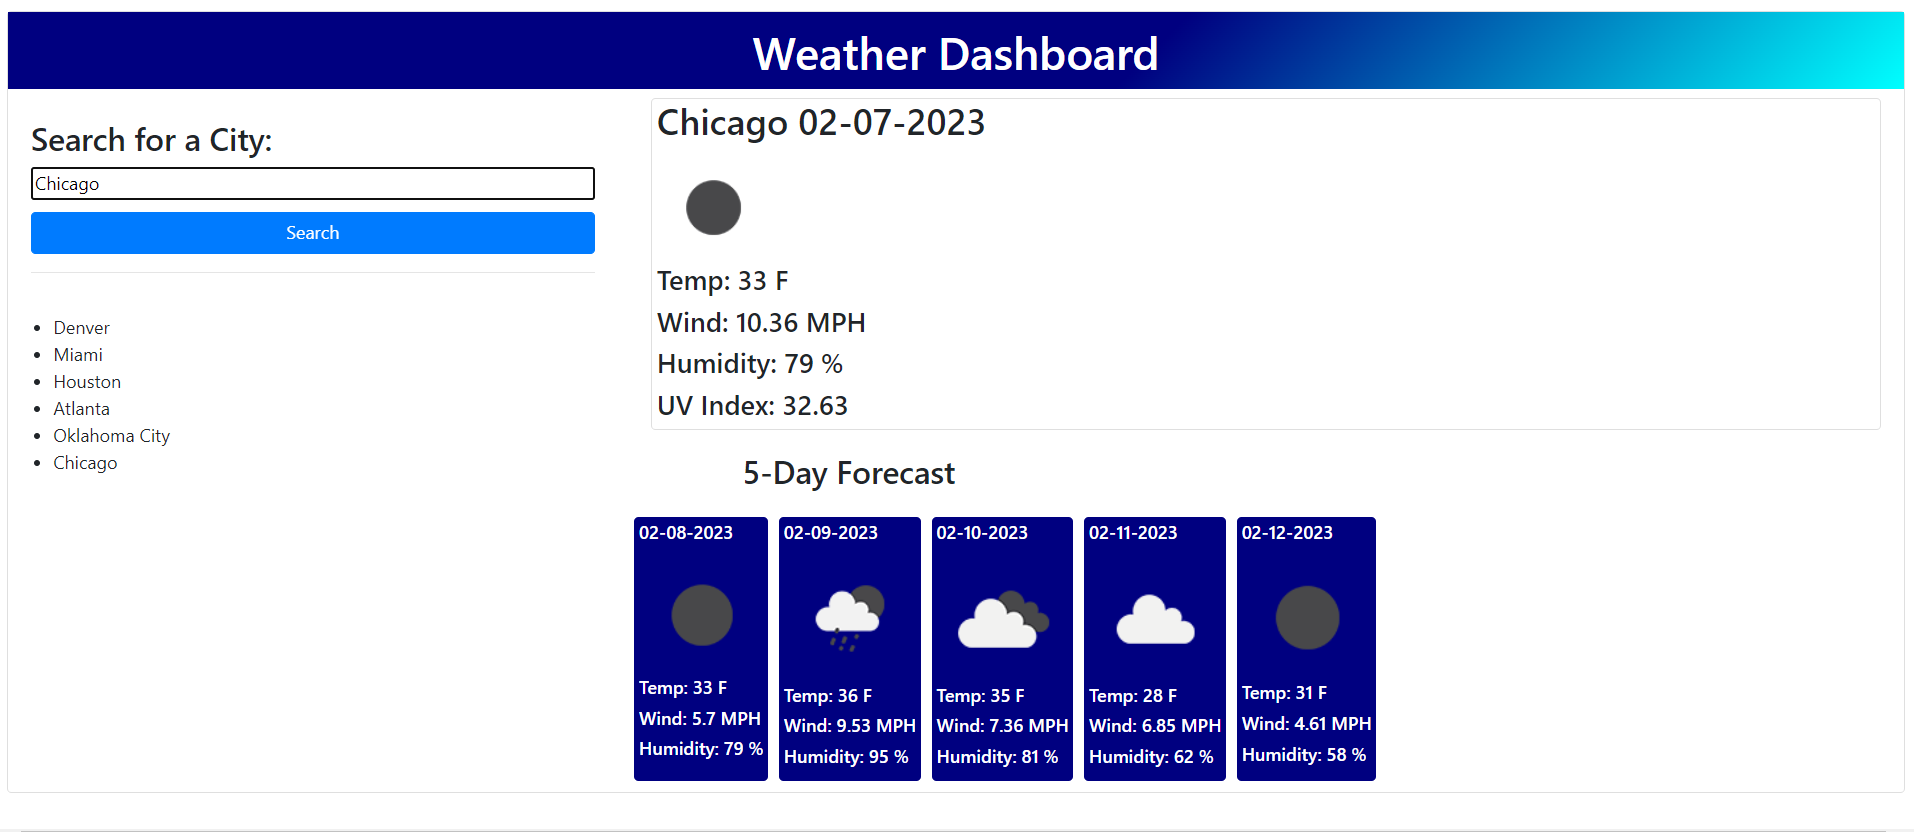 Weather Dashboard
Search for a City:
Chicago
Search
Denver
Miami
Houston
Atlanta
Oklahoma City
Chicago
Chicago 02-07-2023
Temp: 33 F
Wind: 10.36 MPH
Humidity: 79 %
UV Index: 32.63
5-Day Forecast
02-08-2023
Temp: 33 F
Wind: 5.7 MPH
Humidity: 79 %
02-09-2023
Temp: 36 F
Wind: 9.53 MPH
Humidity: 95 %
02-10-2023
Temp: 35 F
Wind: 7.36 MPH
Humidity: 81 %
02-11-2023
Temp: 28 F
Wind: 6.85 MPH
Humidity: 62 %
02-12-2023
Temp: 31 F
Wind: 4.61 MPH
Humidity: 58 %